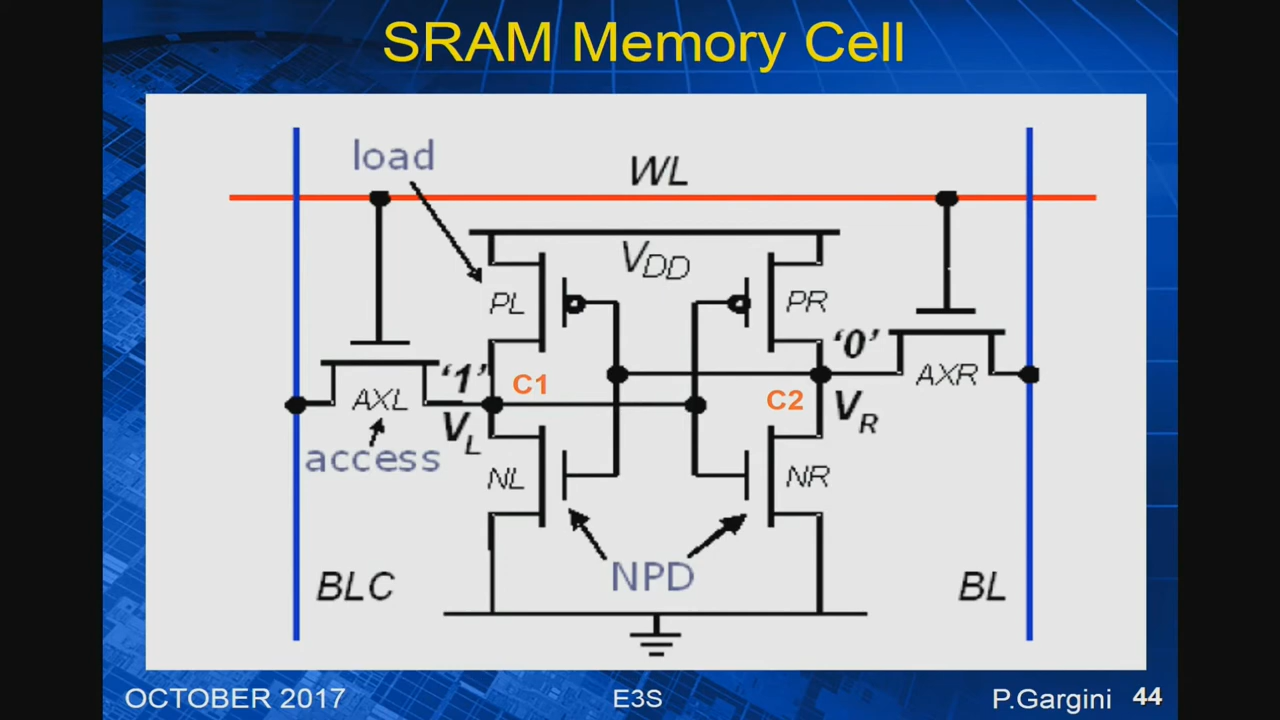 SRAM Memory Cell
load
WL
VDD
PL
PR
'1'
C1
'0'
AXL
C2
AXR
VL
VR
access
NL
NR
NPD
BLC
BL
OCTOBER 2017
E3S
P.Gargini 44